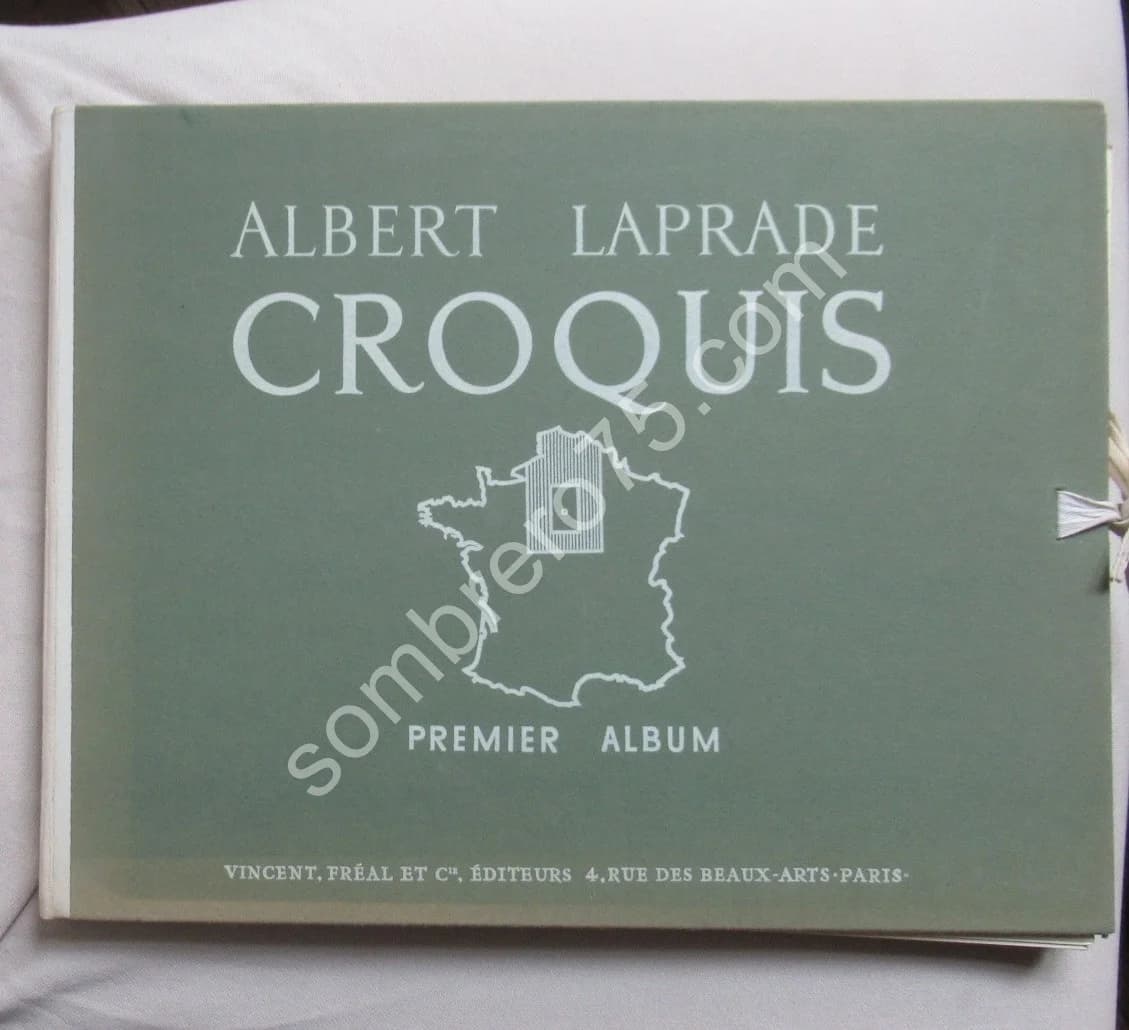 ALBERT LAPRADE
CROQUIS
PREMIER ALBUM
VINCENT, FRÉAL ET Cie, ÉDITEURS 4, RUE DES BEAUX-ARTS·PARIS·
sombrero75.com